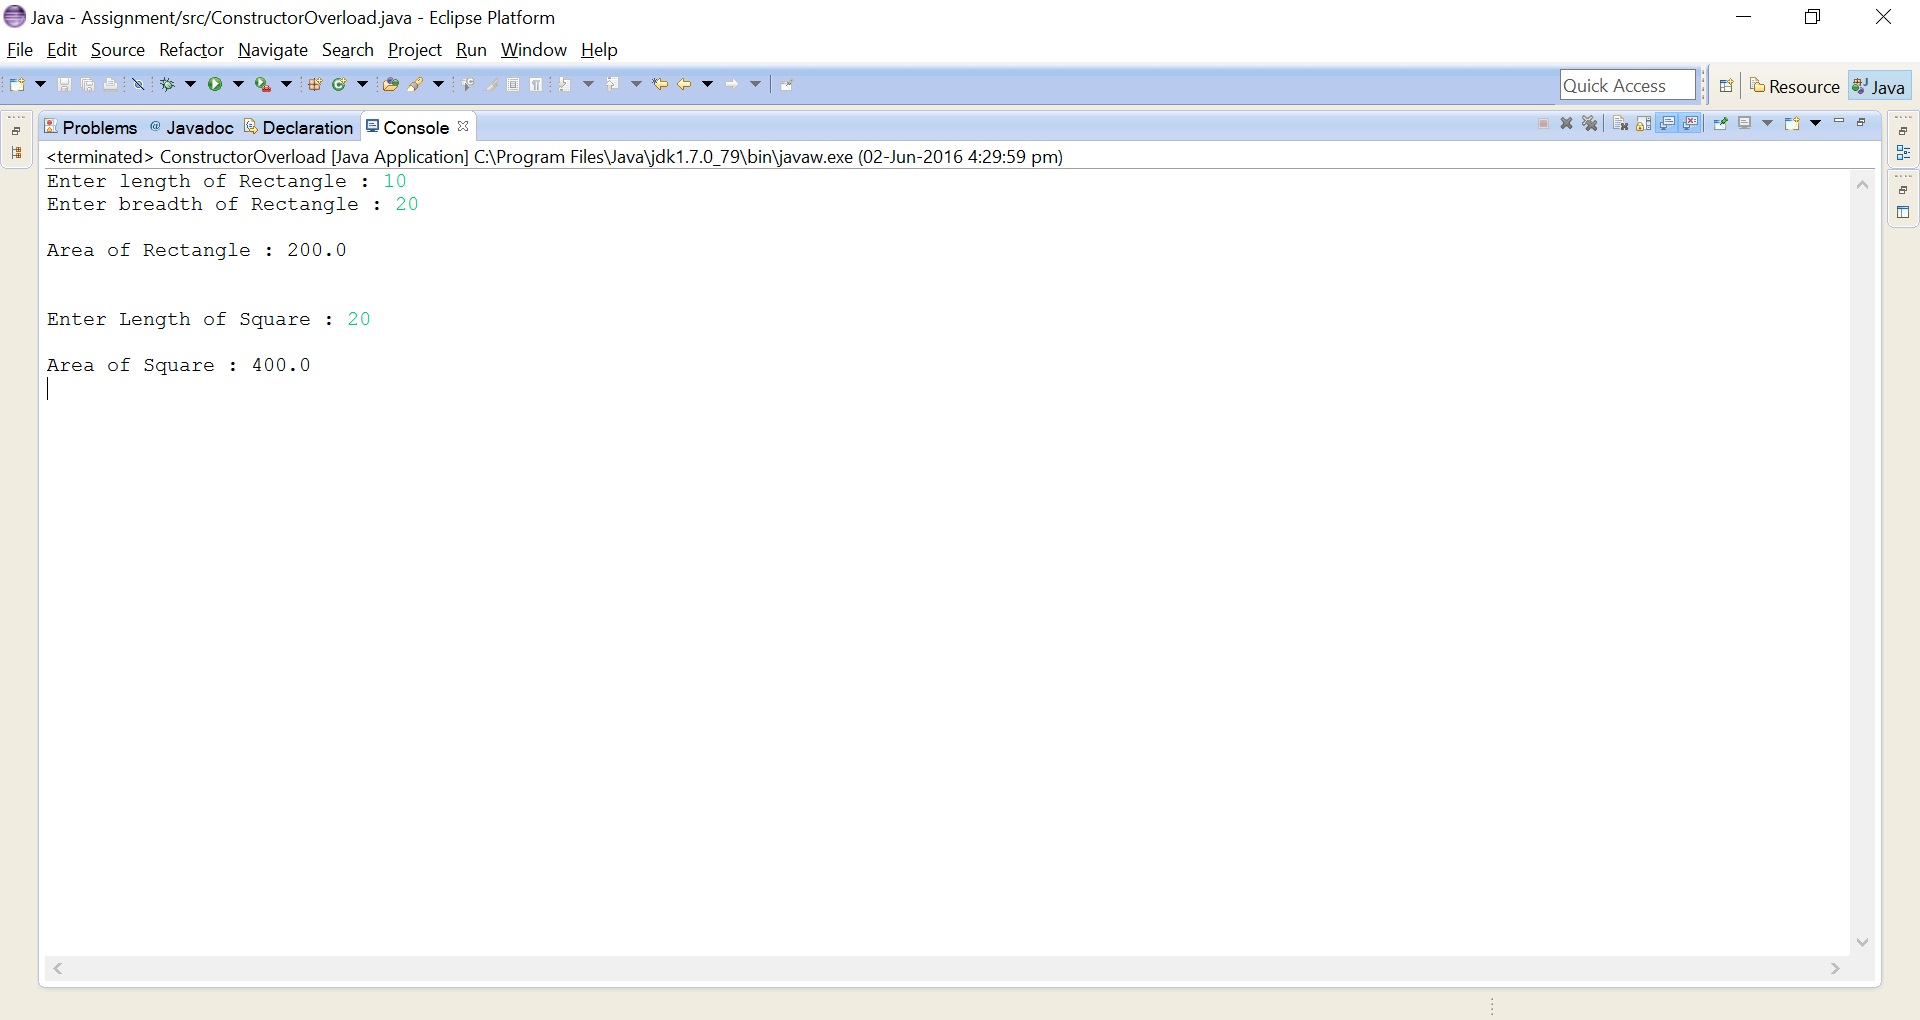 Java - Assignment/src/ConstructorOverload.java - Eclipse Platform
File Edit Source Refactor Navigate Search Project Run Window Help
Quick Access Resource Java
Problems @ Javadoc Declaration Console
<terminated> ConstructorOverload [Java Application] C:\Program Files\Java\jdk1.7.0_79\bin\javaw.exe (02-Jun-2016 4:29:59 pm)
Enter length of Rectangle : 10
Enter breadth of Rectangle : 20
Area of Rectangle : 200.0
Enter Length of Square : 20
Area of Square : 400.0